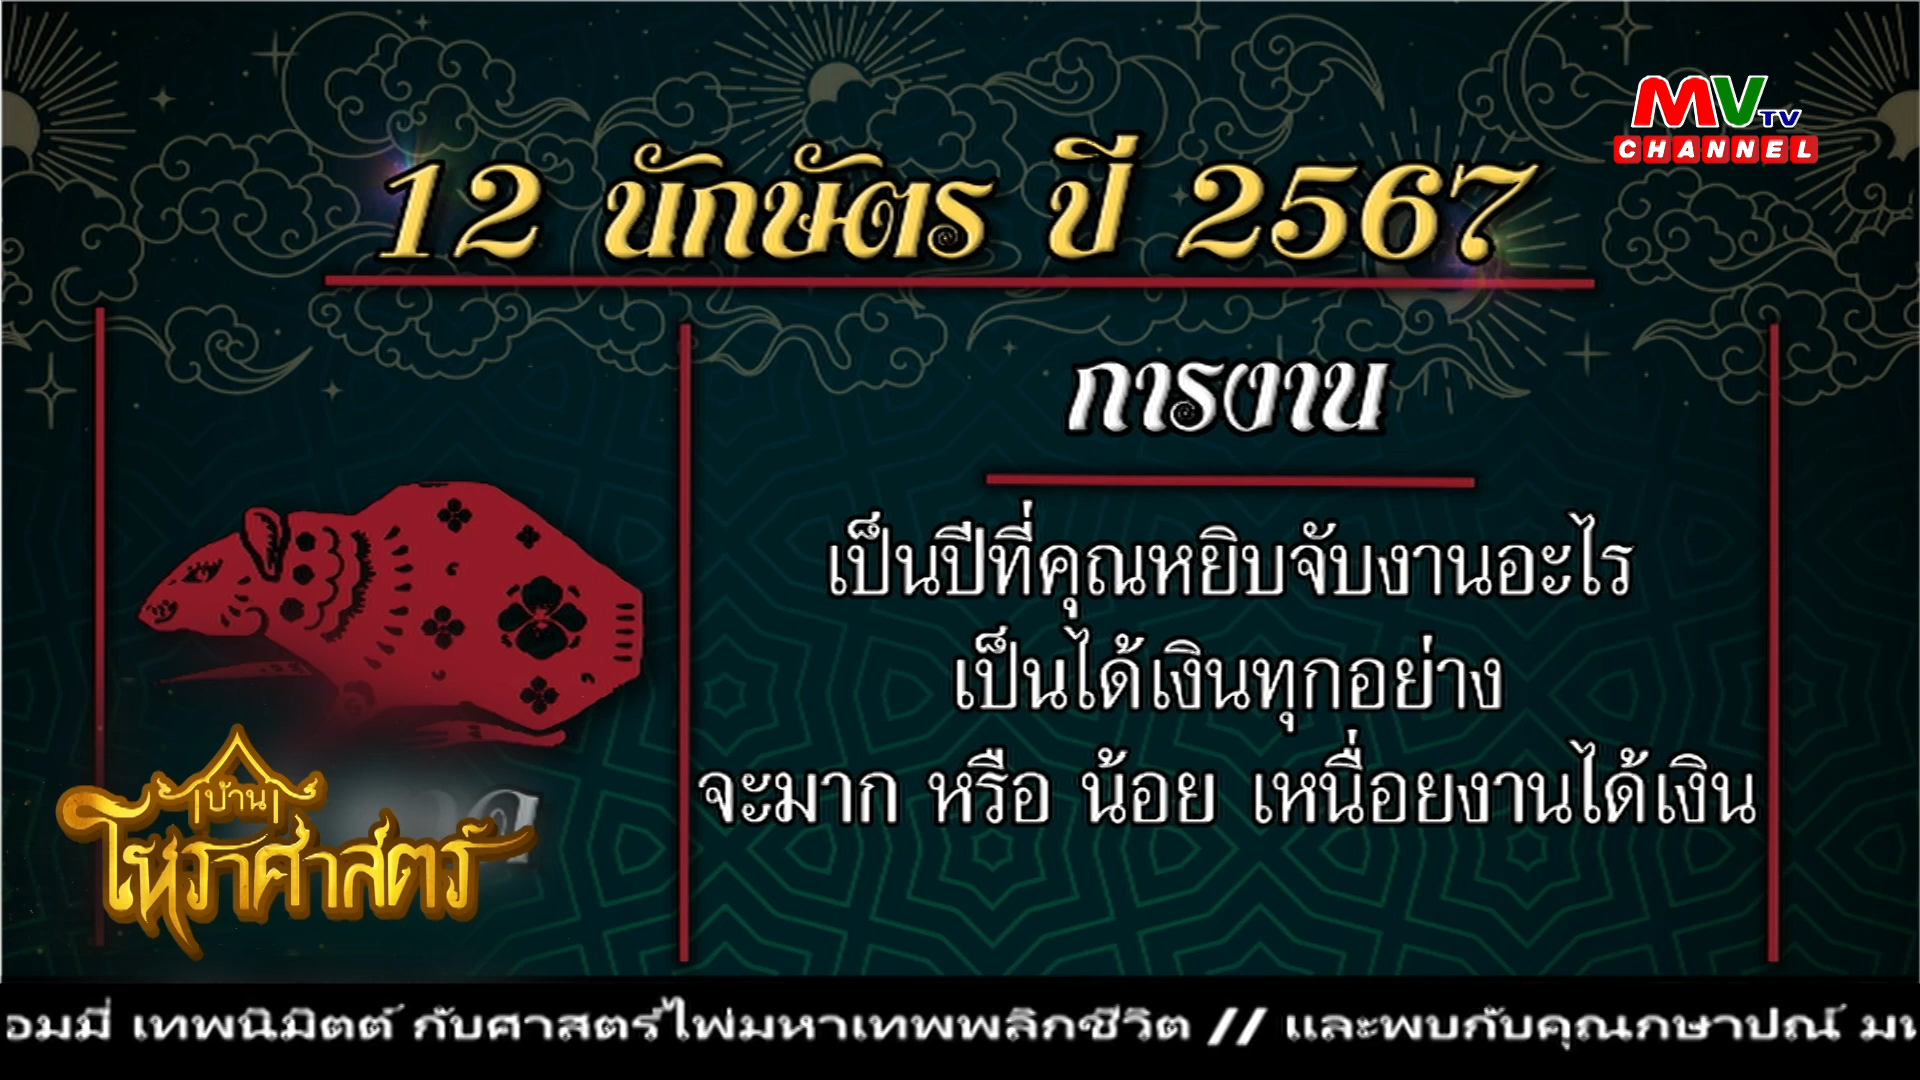 MVTV
CHANNEL
12 นักษัตร ปี 2567
การงาน
เป็นปีที่คุณหยิบจับงานอะไร
เป็นได้เงินทุกอย่าง
จะมาก หรือ น้อย เหนื่อยงานได้เงิน
บ้าน
โหราศาสตร์
อมมี่ เทพนิมิตต์ กับศาสตร์ไพ่มหาเทพพลิกชีวิต // และพบกับคุณกษาปณ์